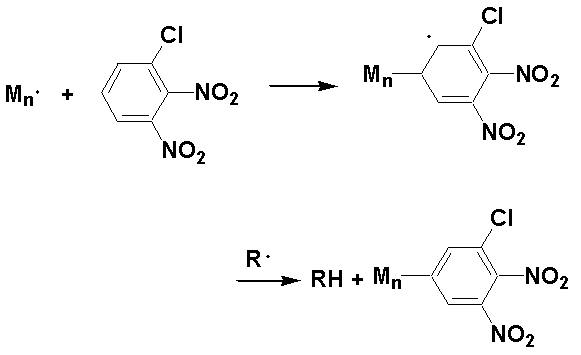 Mn· + Cl NO2 NO2
Mn · Cl NO2 NO2
R·
RH + Mn Cl NO2 NO2